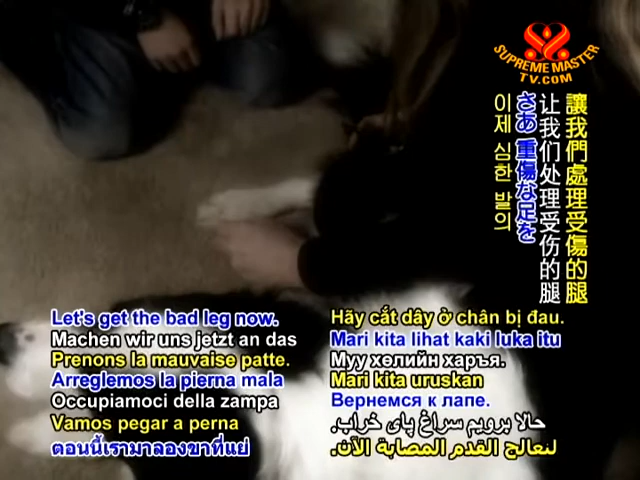 SUPREME MASTER
TV.COM
讓我們處理受傷的腿
让我们处理受伤的腿
さあ 重傷な足を
이제 심한 발의
Let's get the bad leg now.
Machen wir uns jetzt an das
Prenons la mauvaise patte.
Arreglemos la pierna mala
Occupiamoci della zampa
Vamos pegar a perna
ตอนนี้เรามาลองขาที่แย่
Hãy cắt dây ở chân bị đau.
Mari kita lihat kaki luka itu
Муу хөлийн харъя.
Mari kita uruskan
Вернемся к лапе.
حالا برویم سراغ پای خراب.
لنعالج القدم المصابة الآن.